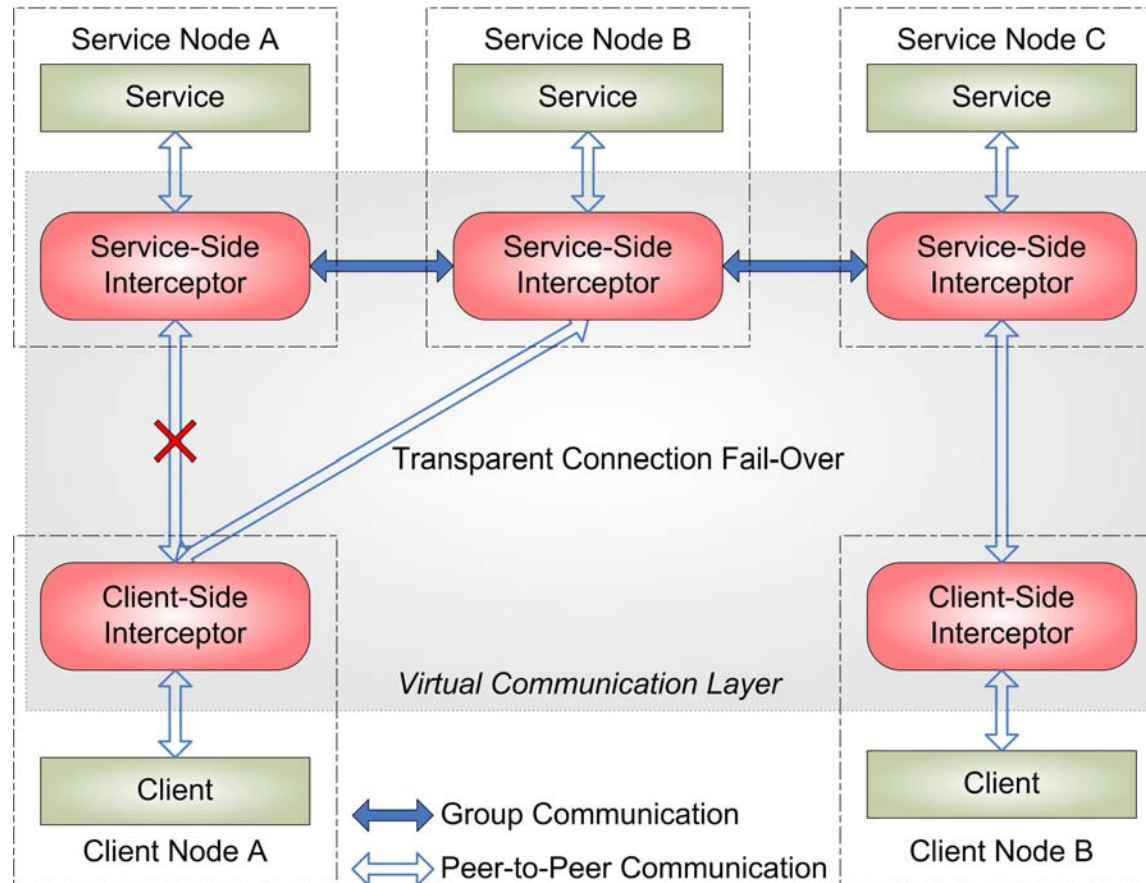 Service Node A
Service Node B
Service Node C
Service
Service
Service
Service-Side
Interceptor
Service-Side
Interceptor
Service-Side
Interceptor
Transparent Connection Fail-Over
Client-Side
Interceptor
Client-Side
Interceptor
Virtual Communication Layer
Client
Client
Client Node A
Client Node B
Group Communication
Peer-to-Peer Communication